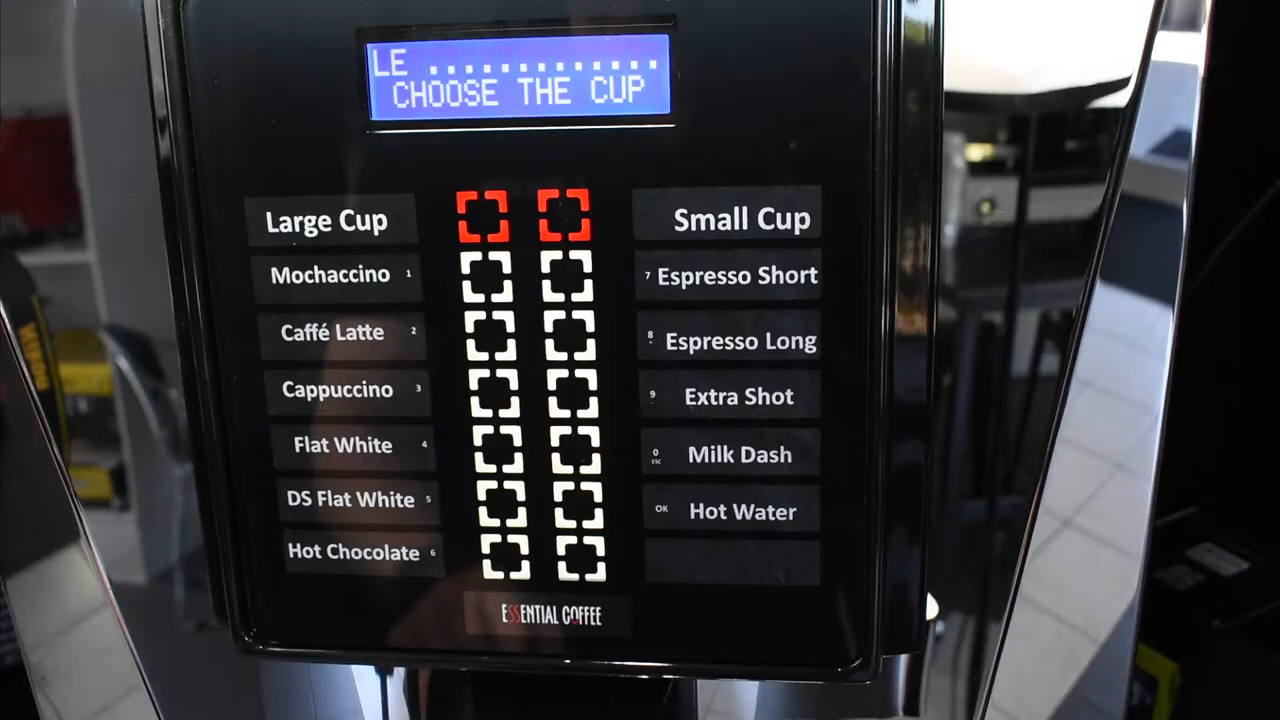 LE .............
CHOOSE THE CUP
Large Cup
Small Cup
Mochaccino 1
7 Espresso Short
Caffé Latte 2
8 Espresso Long
Cappuccino 3
9 Extra Shot
Flat White 4
0 ESC Milk Dash
DS Flat White 5
OK Hot Water
Hot Chocolate 6
ESSENTIAL COFFEE